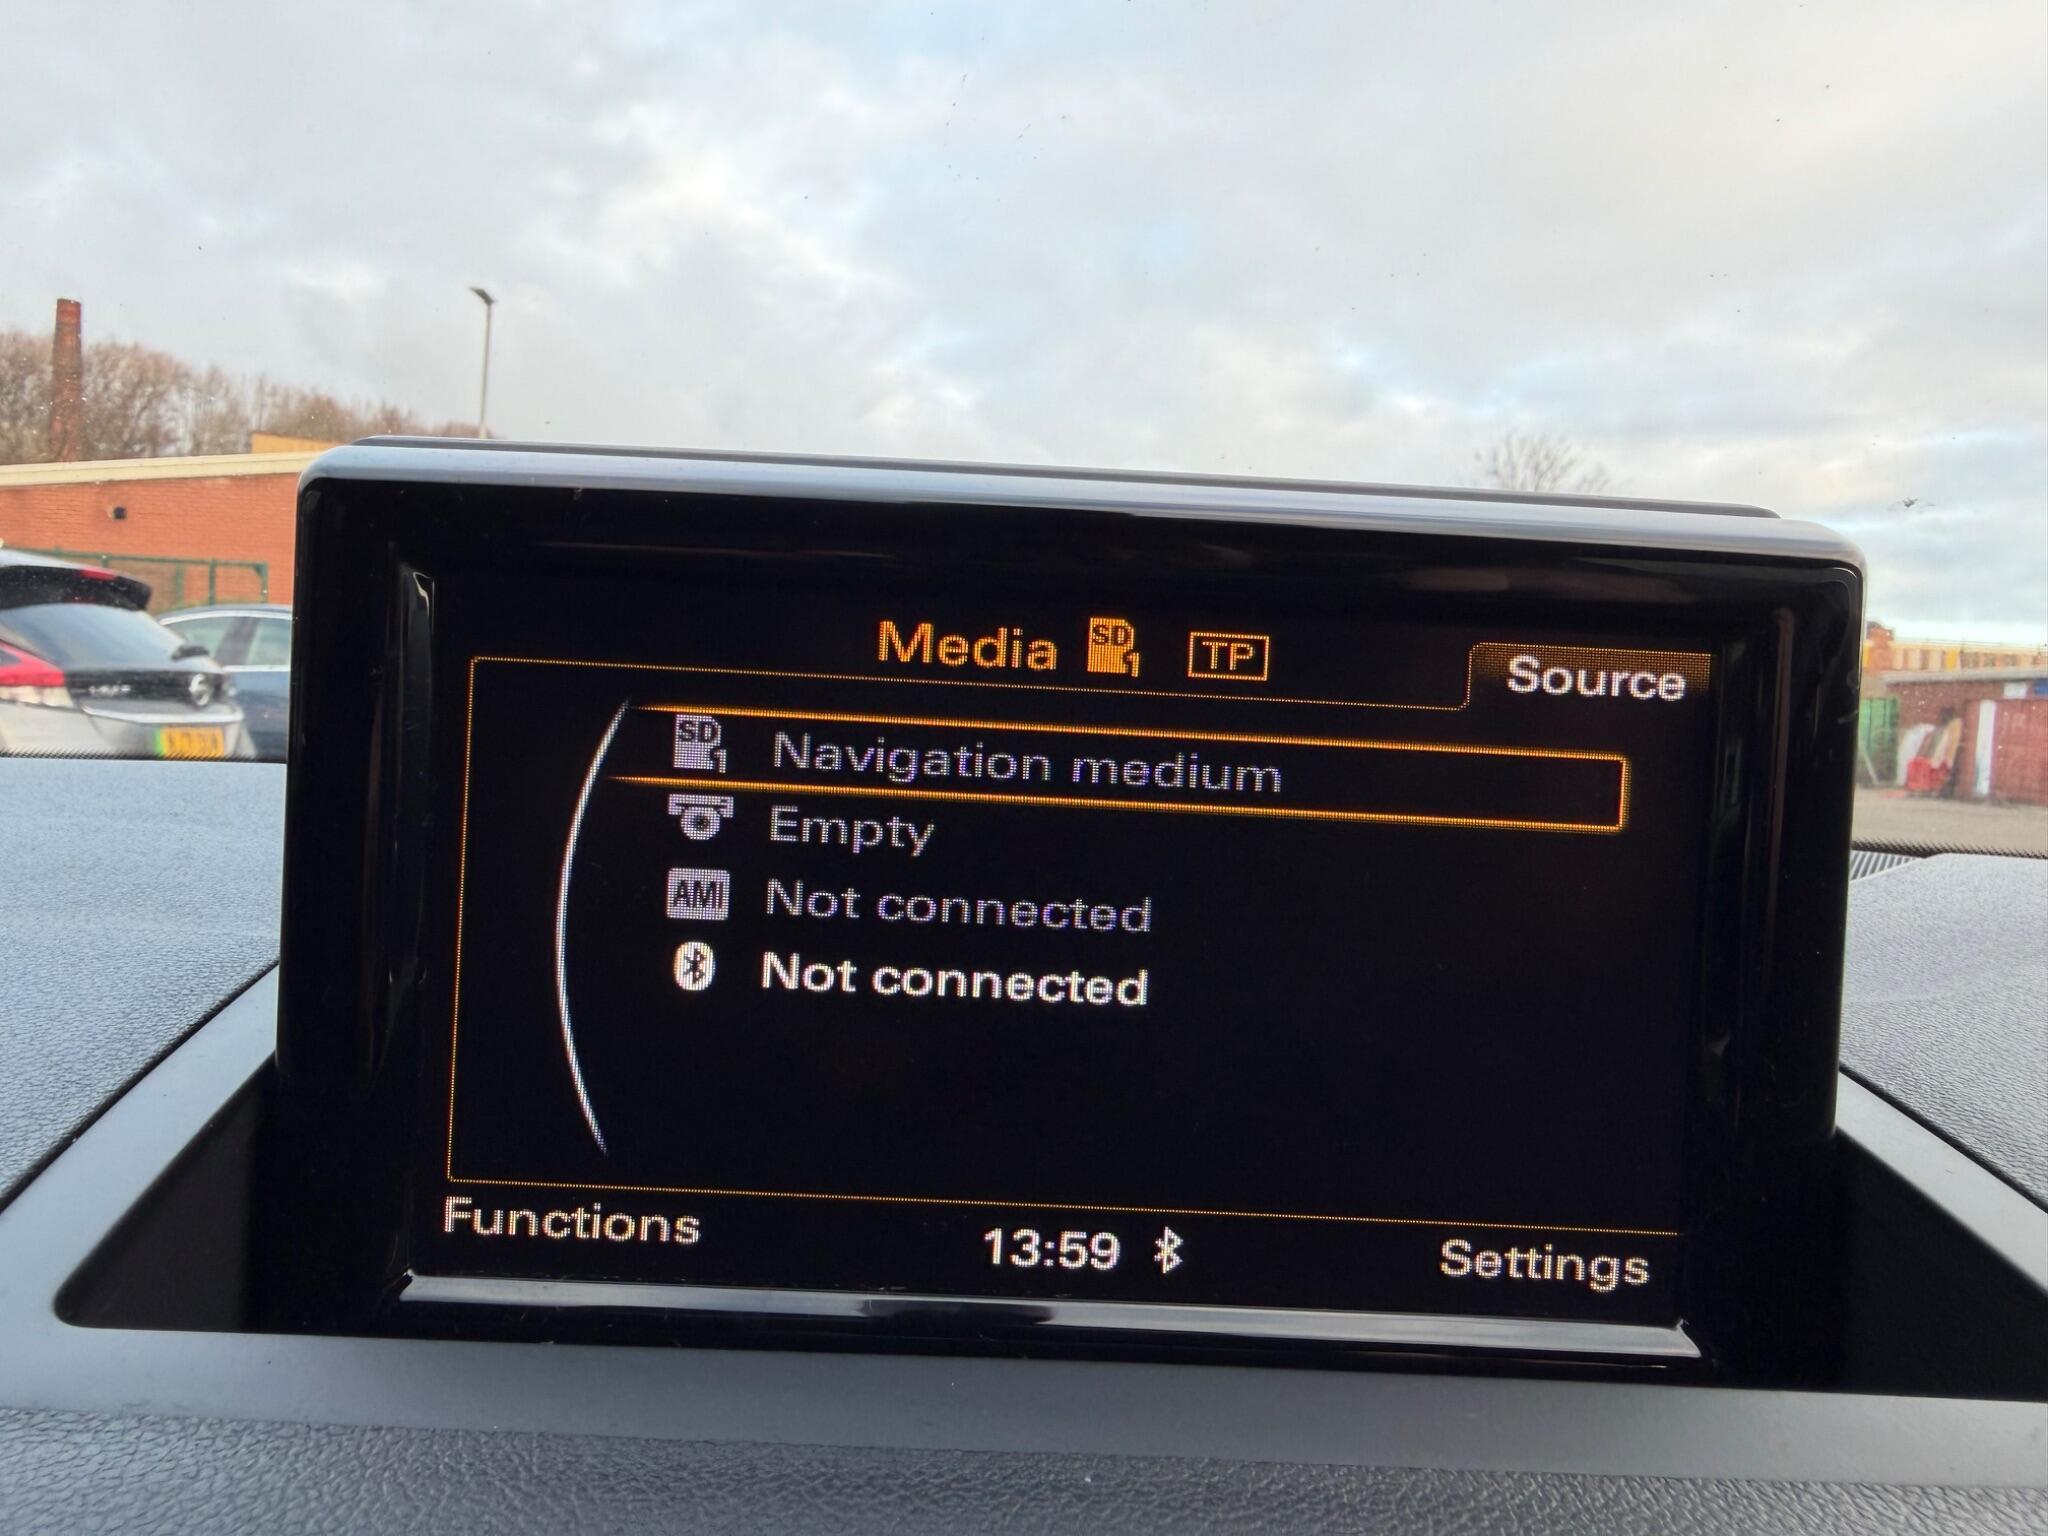 Media SD 1 TP
Source
SD 1 Navigation medium
Empty
AMI Not connected
Not connected
Functions
13:59
Settings